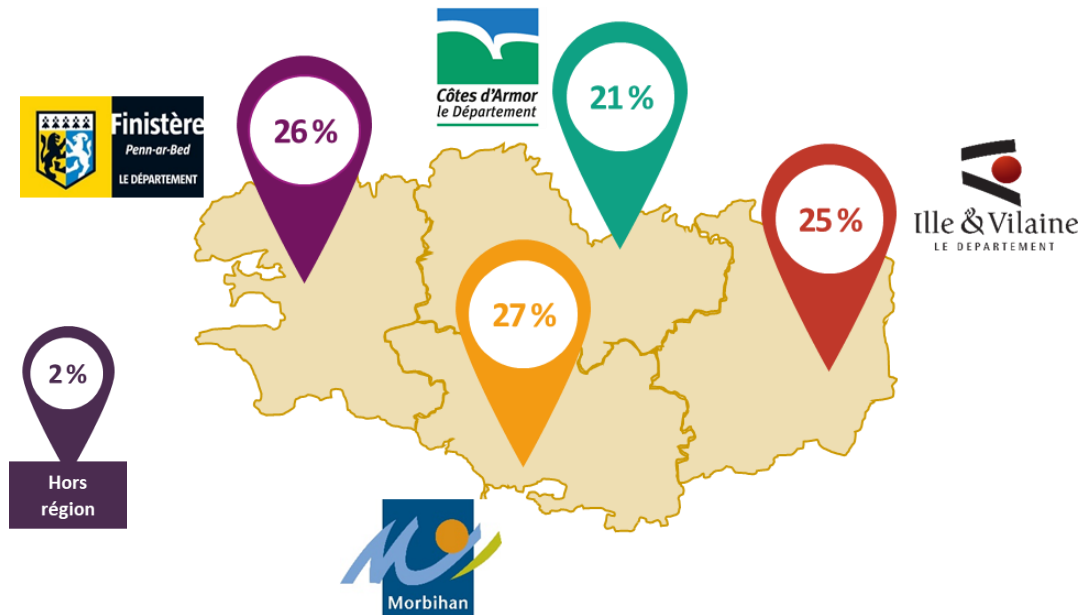 Côtes d'Armor
le Département
21 %
26 %
Finistère
Penn-ar-Bed
LE DÉPARTEMENT
25 %
Ille & Vilaine
LE DEPARTEMENT
27 %
2 %
Hors
région
Morbihan